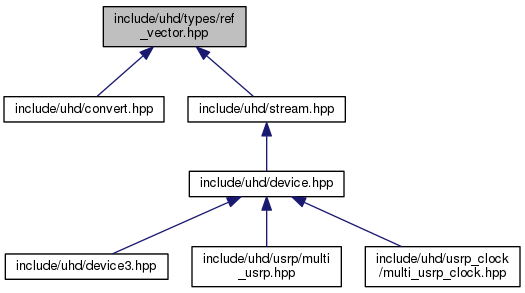 include/uhd/types/ref
_vector.hpp
include/uhd/convert.hpp
include/uhd/stream.hpp
include/uhd/device.hpp
include/uhd/device3.hpp
include/uhd/usrp/multi
_usrp.hpp
include/uhd/usrp_clock
/multi_usrp_clock.hpp